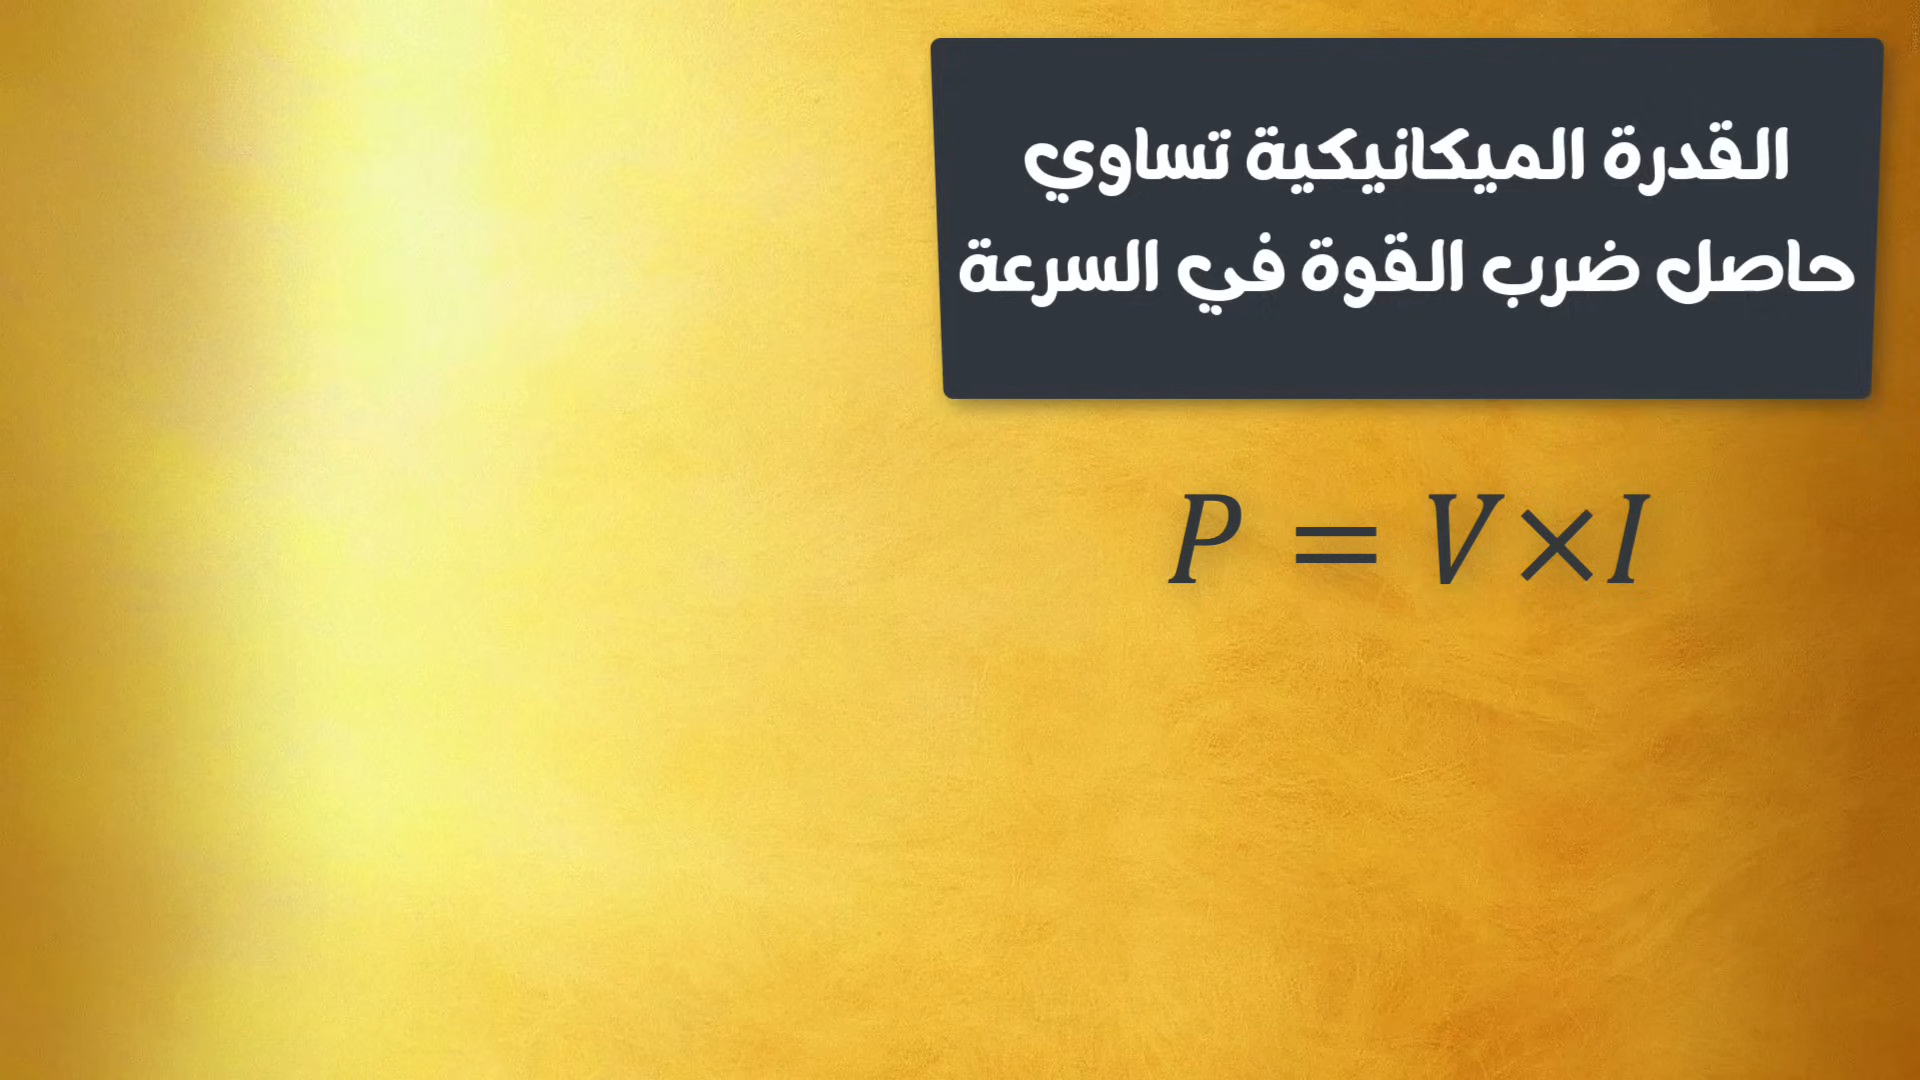 القدرة الميكانيكية تساوي
حاصل ضرب القوة في السرعة
P = V×I